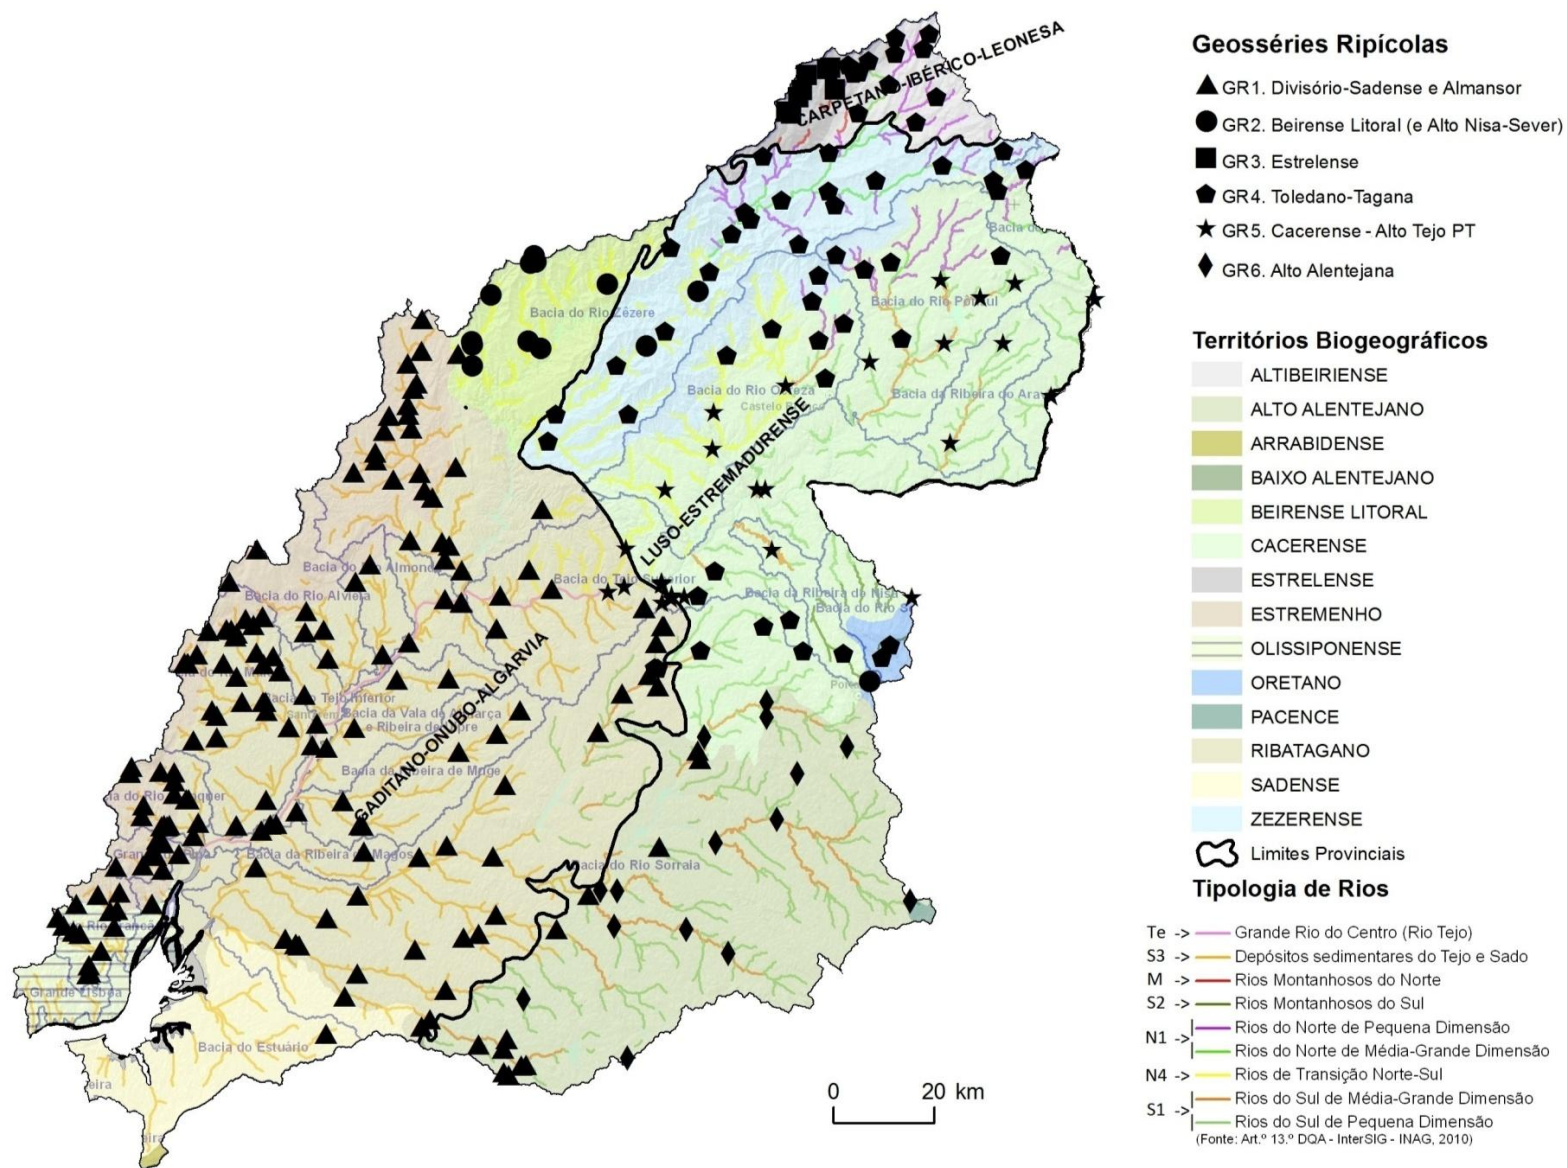 CARPETANO-IBÉRICO-LEONESA
Bacia do Rio Zêzere
Bacia do Rio Ponsul
Bacia do Rio Ocreza
Castelo Branco
Bacia da Ribeira do Arav
LUSO-ESTREMADURENSE
Bacia do Rio Almonda
Bacia do Rio Alviela
Bacia do Tejo Superior
Bacia da Ribeira de Nisa
Bacia do Rio S
GADITANO-ONUBO-ALGARVIA
Bacia do Tejo Inferior
Bacia da Vala de Alpiarça
e Ribeira de Ulme
Bacia da Ribeira de Muge
Bacia da Ribeira de Magos
Bacia do Rio Sorraia
Grande Lisboa
Bacia do Estuário
eira
0 20 km
Geosséries Ripícolas
GR1. Divisório-Sadense e Almansor
GR2. Beirense Litoral (e Alto Nisa-Sever)
GR3. Estrelense
GR4. Toledano-Tagana
GR5. Cacerense - Alto Tejo PT
GR6. Alto Alentejana
Territórios Biogeográficos
ALTIBEIRIENSE
ALTO ALENTEJANO
ARRABIDENSE
BAIXO ALENTEJANO
BEIRENSE LITORAL
CACERENSE
ESTRELENSE
ESTREMENHO
OLISSIPONENSE
ORETANO
PACENCE
RIBATAGANO
SADENSE
ZEZERENSE
Limites Provinciais
Tipologia de Rios
Te -> Grande Rio do Centro (Rio Tejo)
S3 -> Depósitos sedimentares do Tejo e Sado
M -> Rios Montanhosos do Norte
S2 -> Rios Montanhosos do Sul
N1 -> Rios do Norte de Pequena Dimensão
Rios do Norte de Média-Grande Dimensão
N4 -> Rios de Transição Norte-Sul
S1 -> Rios do Sul de Média-Grande Dimensão
Rios do Sul de Pequena Dimensão
(Fonte: Art.º 13.º DQA - InterSIG - INAG, 2010)